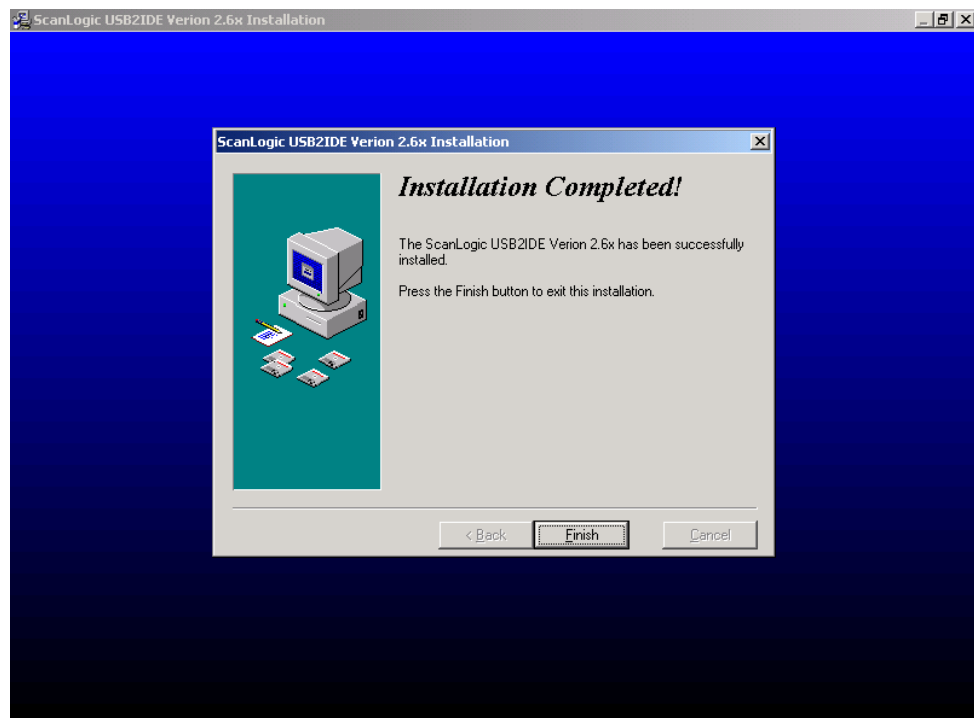 ScanLogic USB2IDE Verion 2.6x Installation
ScanLogic USB2IDE Verion 2.6x Installation
Installation Completed!
The ScanLogic USB2IDE Verion 2.6x has been successfully
installed.
Press the Finish button to exit this installation.
< Back Finish Cancel